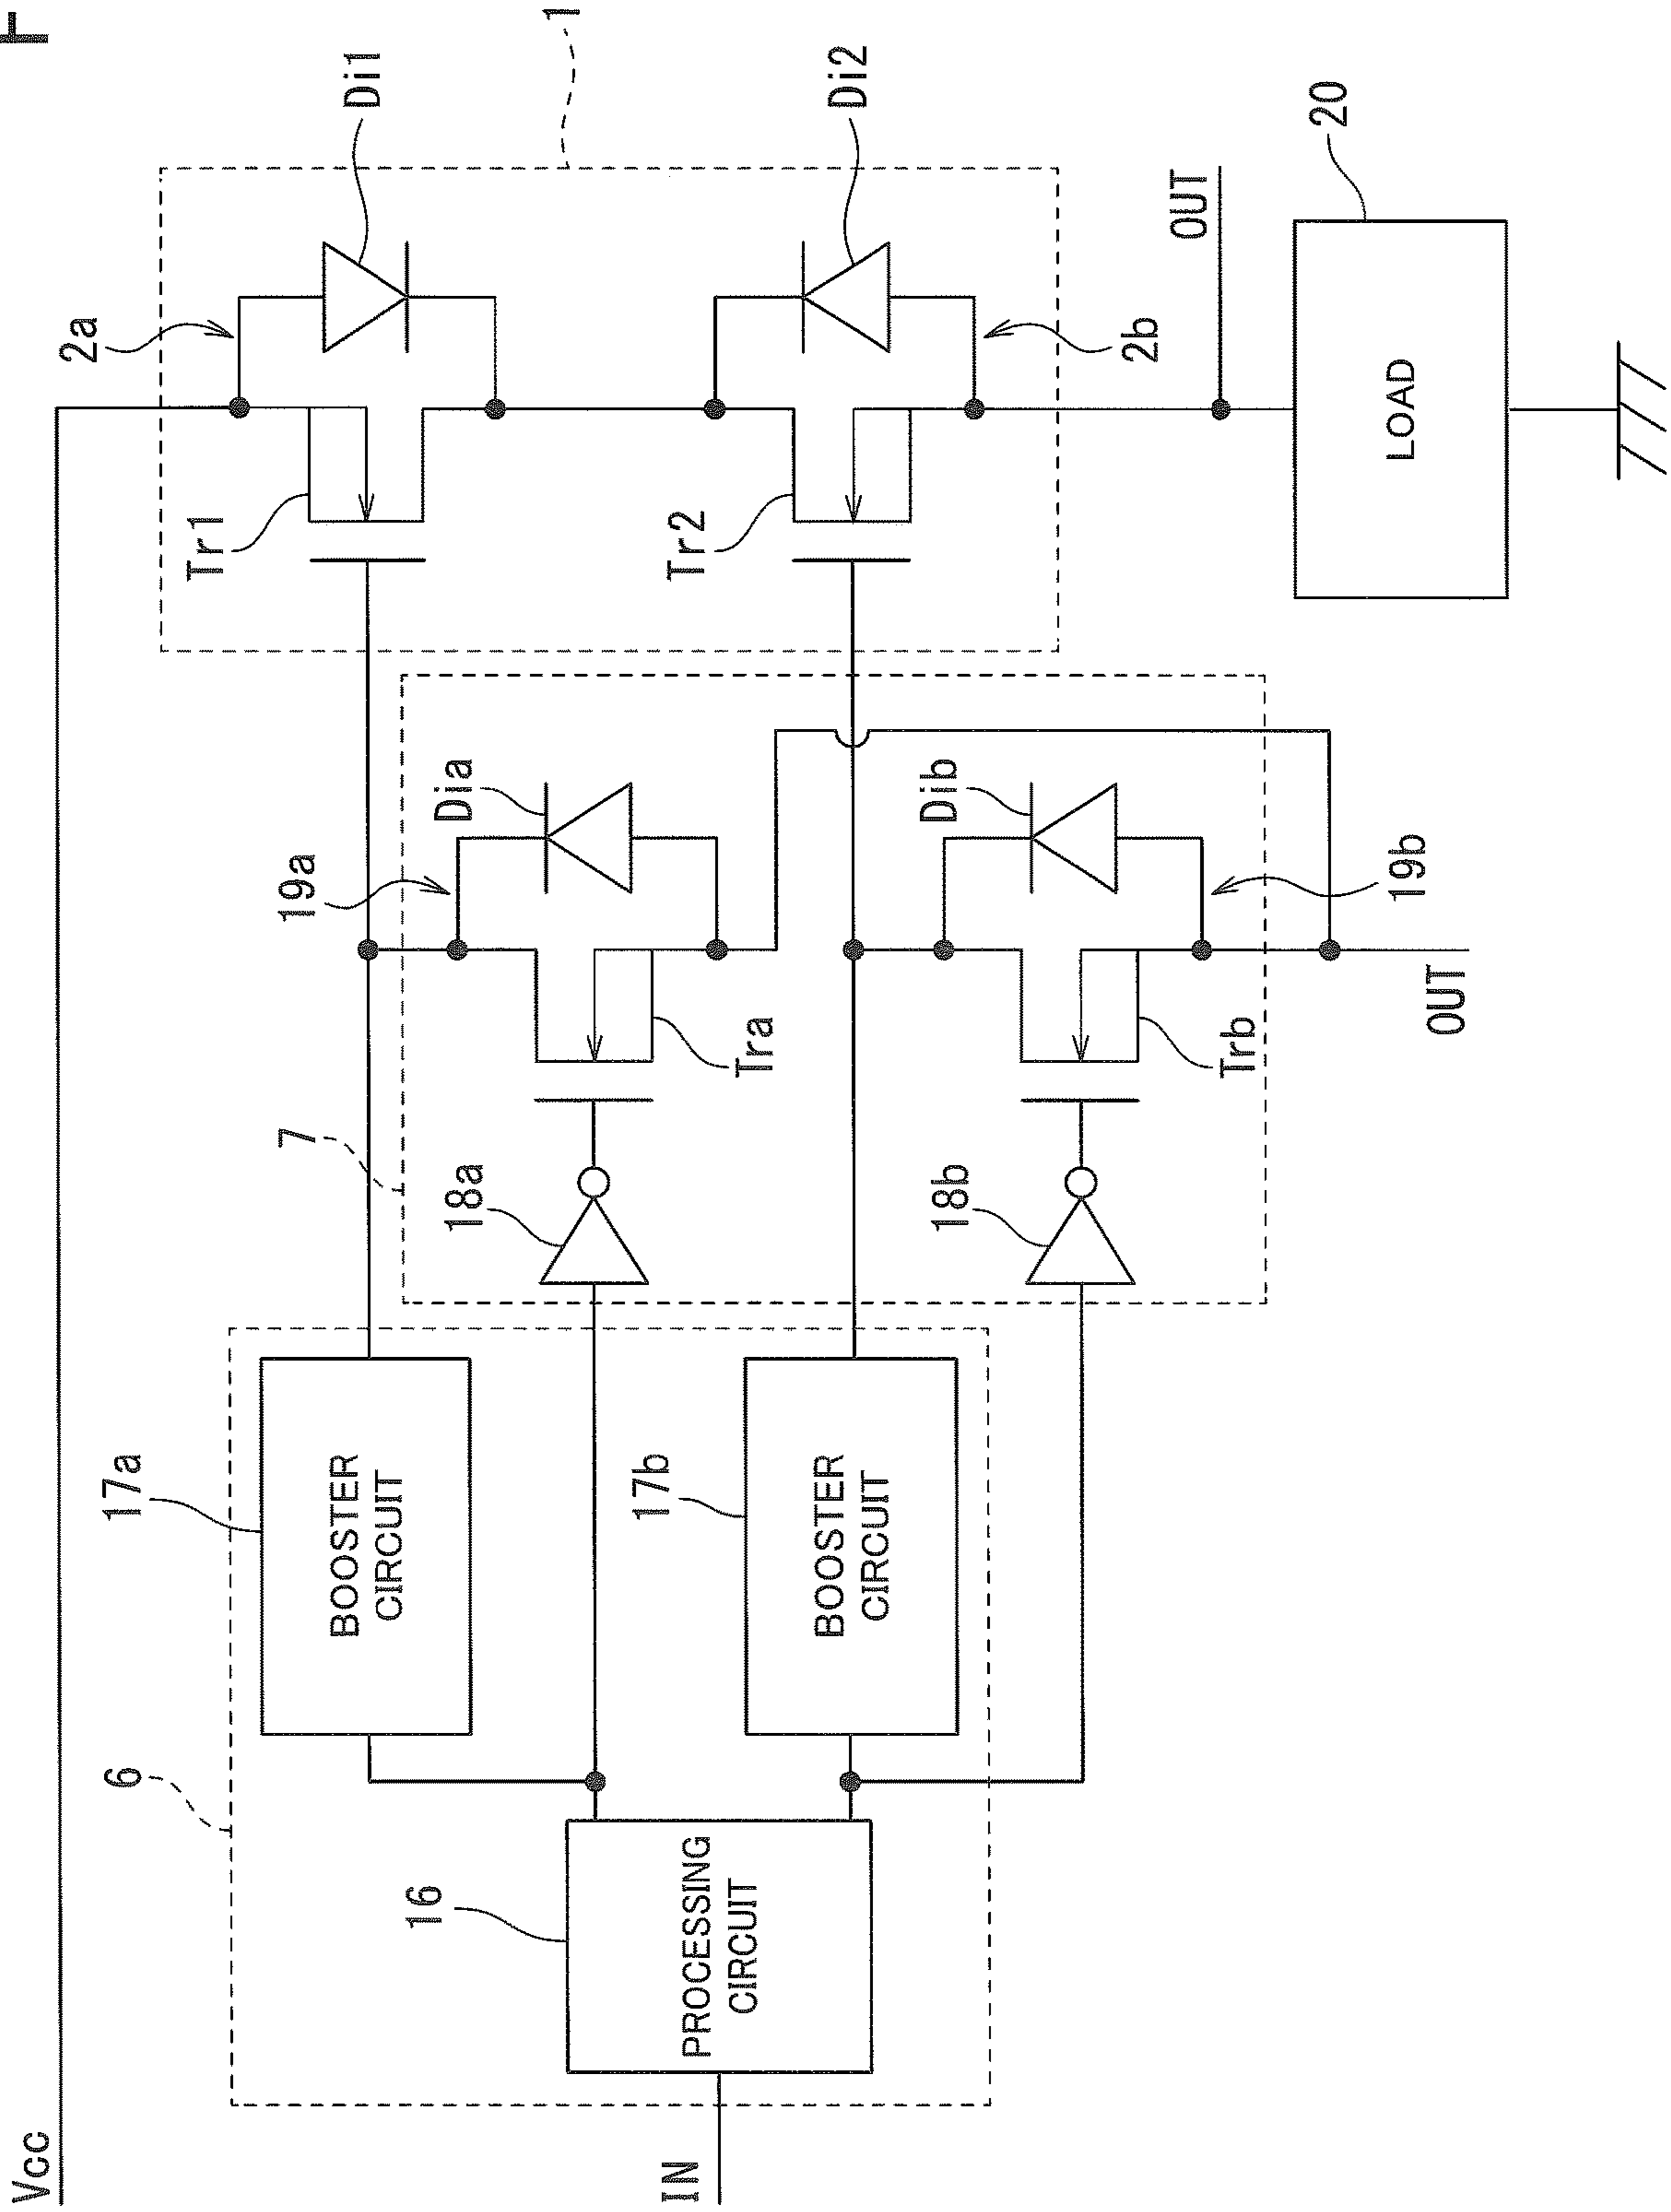 Vcc
2a
6
17a
Tr1
7
19a
BOOSTER
CIRCUIT
Di1
16
18a
Dia
1
IN
17b
Tr2
PROCESSING
CIRCUIT
Tra
BOOSTER
CIRCUIT
Di2
18b
Dib
2b
OUT
Trb
20
19b
LOAD
OUT